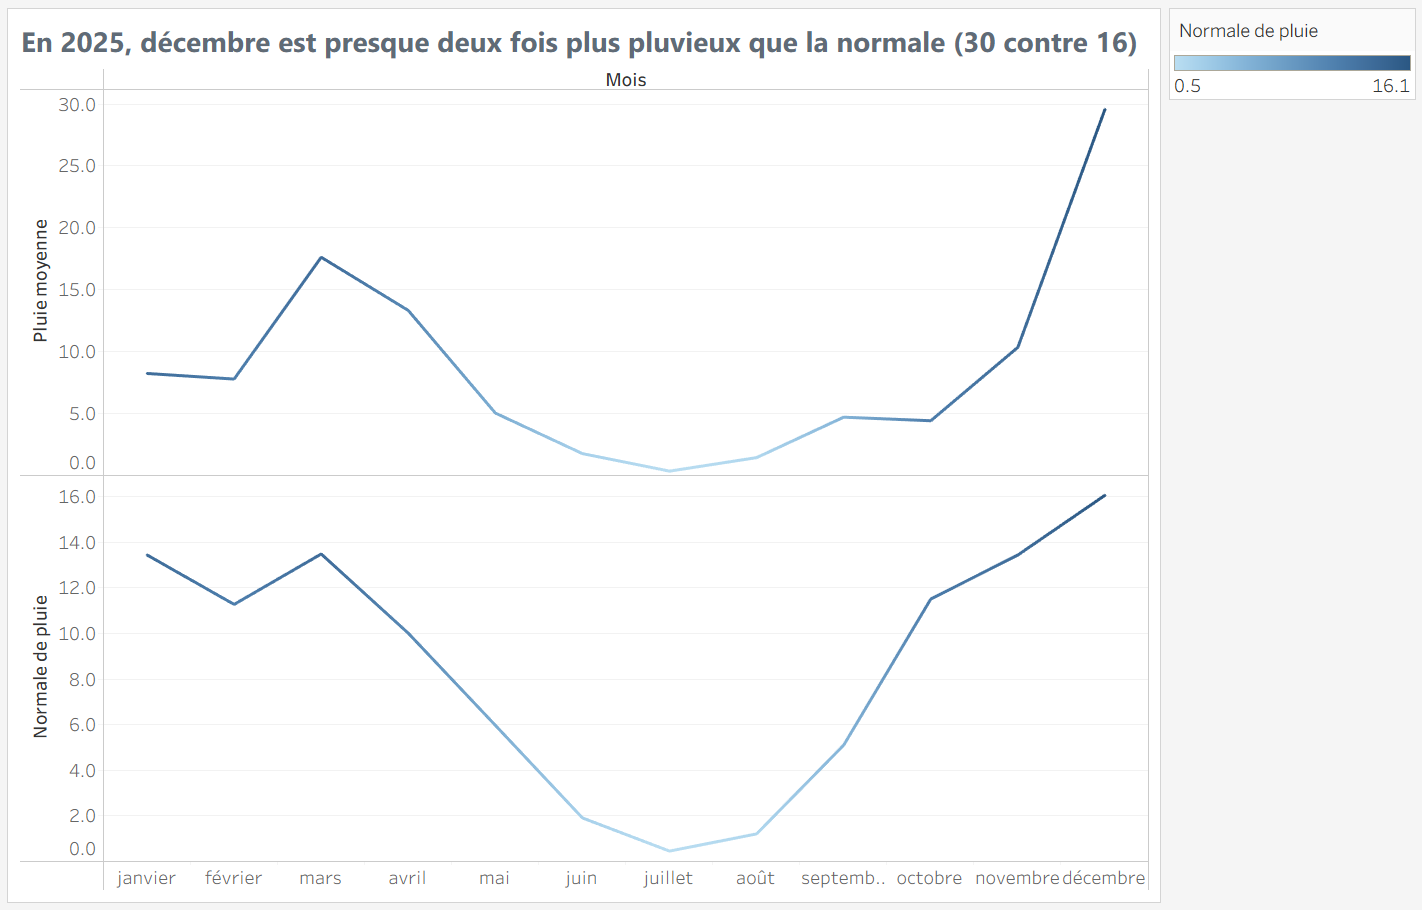 En 2025, décembre est presque deux fois plus pluvieux que la normale (30 contre 16)
Mois
Pluie moyenne
30.0
25.0
20.0
15.0
10.0
5.0
0.0
Normale de pluie
16.0
14.0
12.0
10.0
8.0
6.0
4.0
2.0
0.0
janvier février mars avril mai juin juillet août septemb.. octobre novembre décembre
Normale de pluie
0.5 16.1